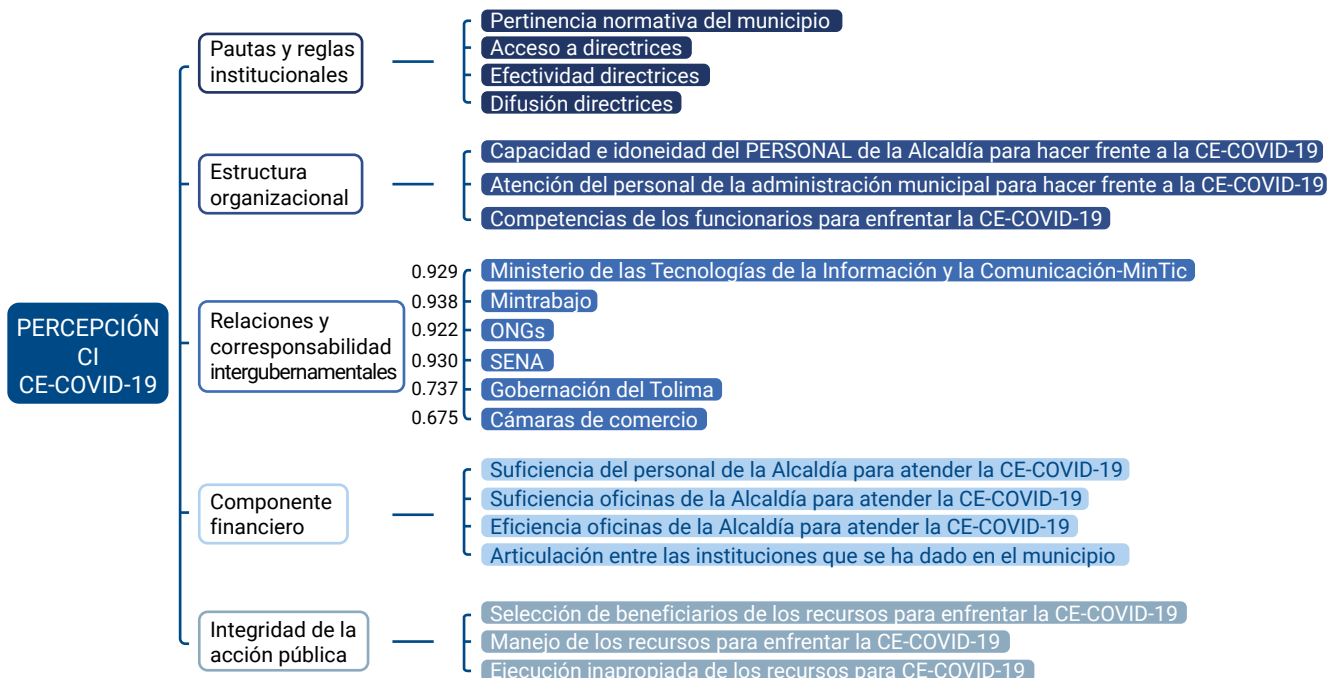 PERCEPCIÓN
CI
CE-COVID-19
Pautas y reglas
institucionales
Pertinencia normativa del municipio
Acceso a directrices
Efectividad directrices
Difusión directrices
Estructura
organizacional
Capacidad e idoneidad del PERSONAL de la Alcaldía para hacer frente a la CE-COVID-19
Atención del personal de la administración municipal para hacer frente a la CE-COVID-19
Competencias de los funcionarios para enfrentar la CE-COVID-19
Relaciones y
corresponsabilidad
intergubernamentales
0.929 Ministerio de las Tecnologías de la Información y la Comunicación-MinTic
0.938 Mintrabajo
0.922 ONGs
0.930 SENA
0.737 Gobernación del Tolima
0.675 Cámaras de comercio
Componente
financiero
Suficiencia del personal de la Alcaldía para atender la CE-COVID-19
Suficiencia oficinas de la Alcaldía para atender la CE-COVID-19
Eficiencia oficinas de la Alcaldía para atender la CE-COVID-19
Articulación entre las instituciones que se ha dado en el municipio
Integridad de la
acción pública
Selección de beneficiarios de los recursos para enfrentar la CE-COVID-19
Manejo de los recursos para enfrentar la CE-COVID-19
Ejecución inapropiada de los recursos para CE-COVID-19